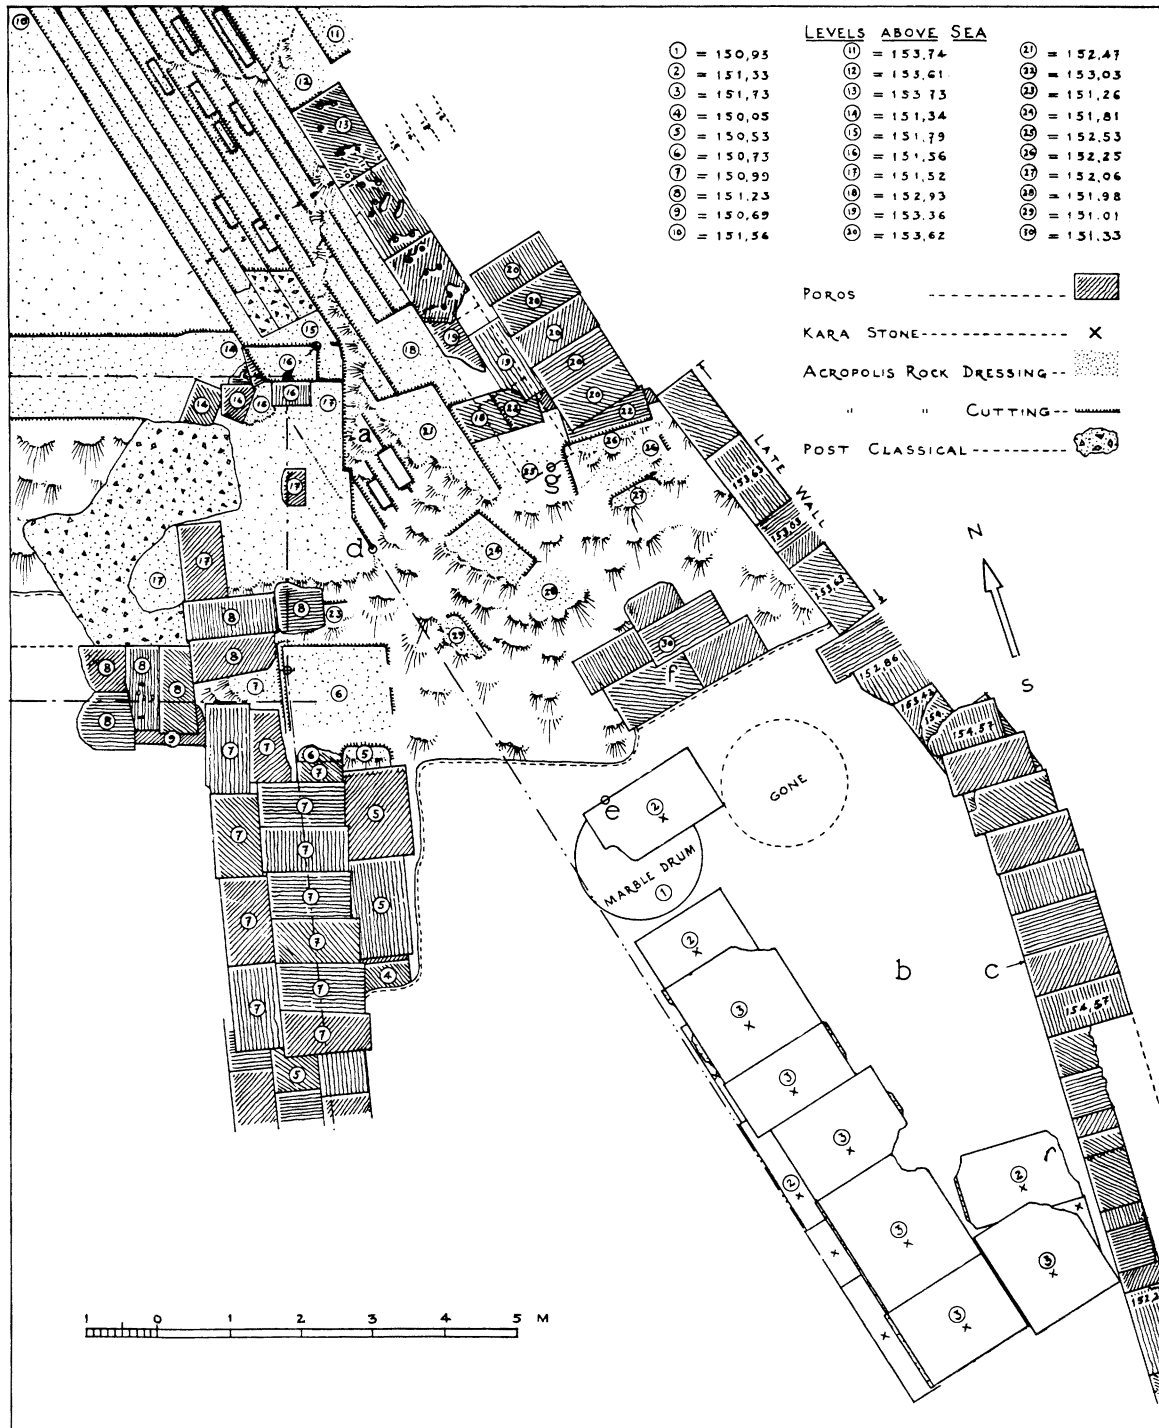 LEVELS ABOVE SEA
① = 150,93
② = 151,33
③ = 151,73
④ = 150,05
⑤ = 150,53
⑥ = 150,73
⑦ = 150,99
⑧ = 151,23
⑨ = 150,69
⑩ = 151,56
⑪ = 153,74
⑫ = 153,61
⑬ = 153,73
⑭ = 151,34
⑮ = 151,79
⑯ = 151,56
⑰ = 151,52
⑱ = 152,93
⑲ = 153,36
⑳ = 153,62
㉑ = 152,47
㉒ = 153,03
㉓ = 151,26
㉔ = 151,81
㉕ = 152,53
㉖ = 152,25
㉗ = 152,06
㉘ = 151,98
㉙ = 151,01
㉚ = 151,33
POROS
KARA STONE x
ACROPOLIS ROCK DRESSING
" " CUTTING
POST CLASSICAL
LATE WALL
153,63
153,03
153,63
152,86
153,42
154,57
N
S
a
d
g
f
GONE
e
MARBLE DRUM
b
c
154,57
1 0 1 2 3 4 5 M